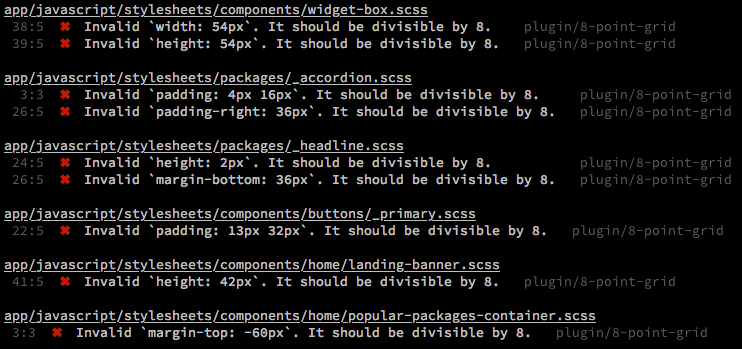 app/javascript/stylesheets/components/widget-box.scss
38:5 ✖ Invalid `width: 54px`. It should be divisible by 8. plugin/8-point-grid
39:5 ✖ Invalid `height: 54px`. It should be divisible by 8. plugin/8-point-grid
app/javascript/stylesheets/packages/_accordion.scss
3:3 ✖ Invalid `padding: 4px 16px`. It should be divisible by 8. plugin/8-point-grid
26:5 ✖ Invalid `padding-right: 36px`. It should be divisible by 8. plugin/8-point-grid
app/javascript/stylesheets/packages/_headline.scss
24:5 ✖ Invalid `height: 2px`. It should be divisible by 8. plugin/8-point-grid
26:5 ✖ Invalid `margin-bottom: 36px`. It should be divisible by 8. plugin/8-point-grid
app/javascript/stylesheets/components/buttons/_primary.scss
22:5 ✖ Invalid `padding: 13px 32px`. It should be divisible by 8. plugin/8-point-grid
app/javascript/stylesheets/components/home/landing-banner.scss
41:5 ✖ Invalid `height: 42px`. It should be divisible by 8. plugin/8-point-grid
app/javascript/stylesheets/components/home/popular-packages-container.scss
3:3 ✖ Invalid `margin-top: -60px`. It should be divisible by 8. plugin/8-point-grid